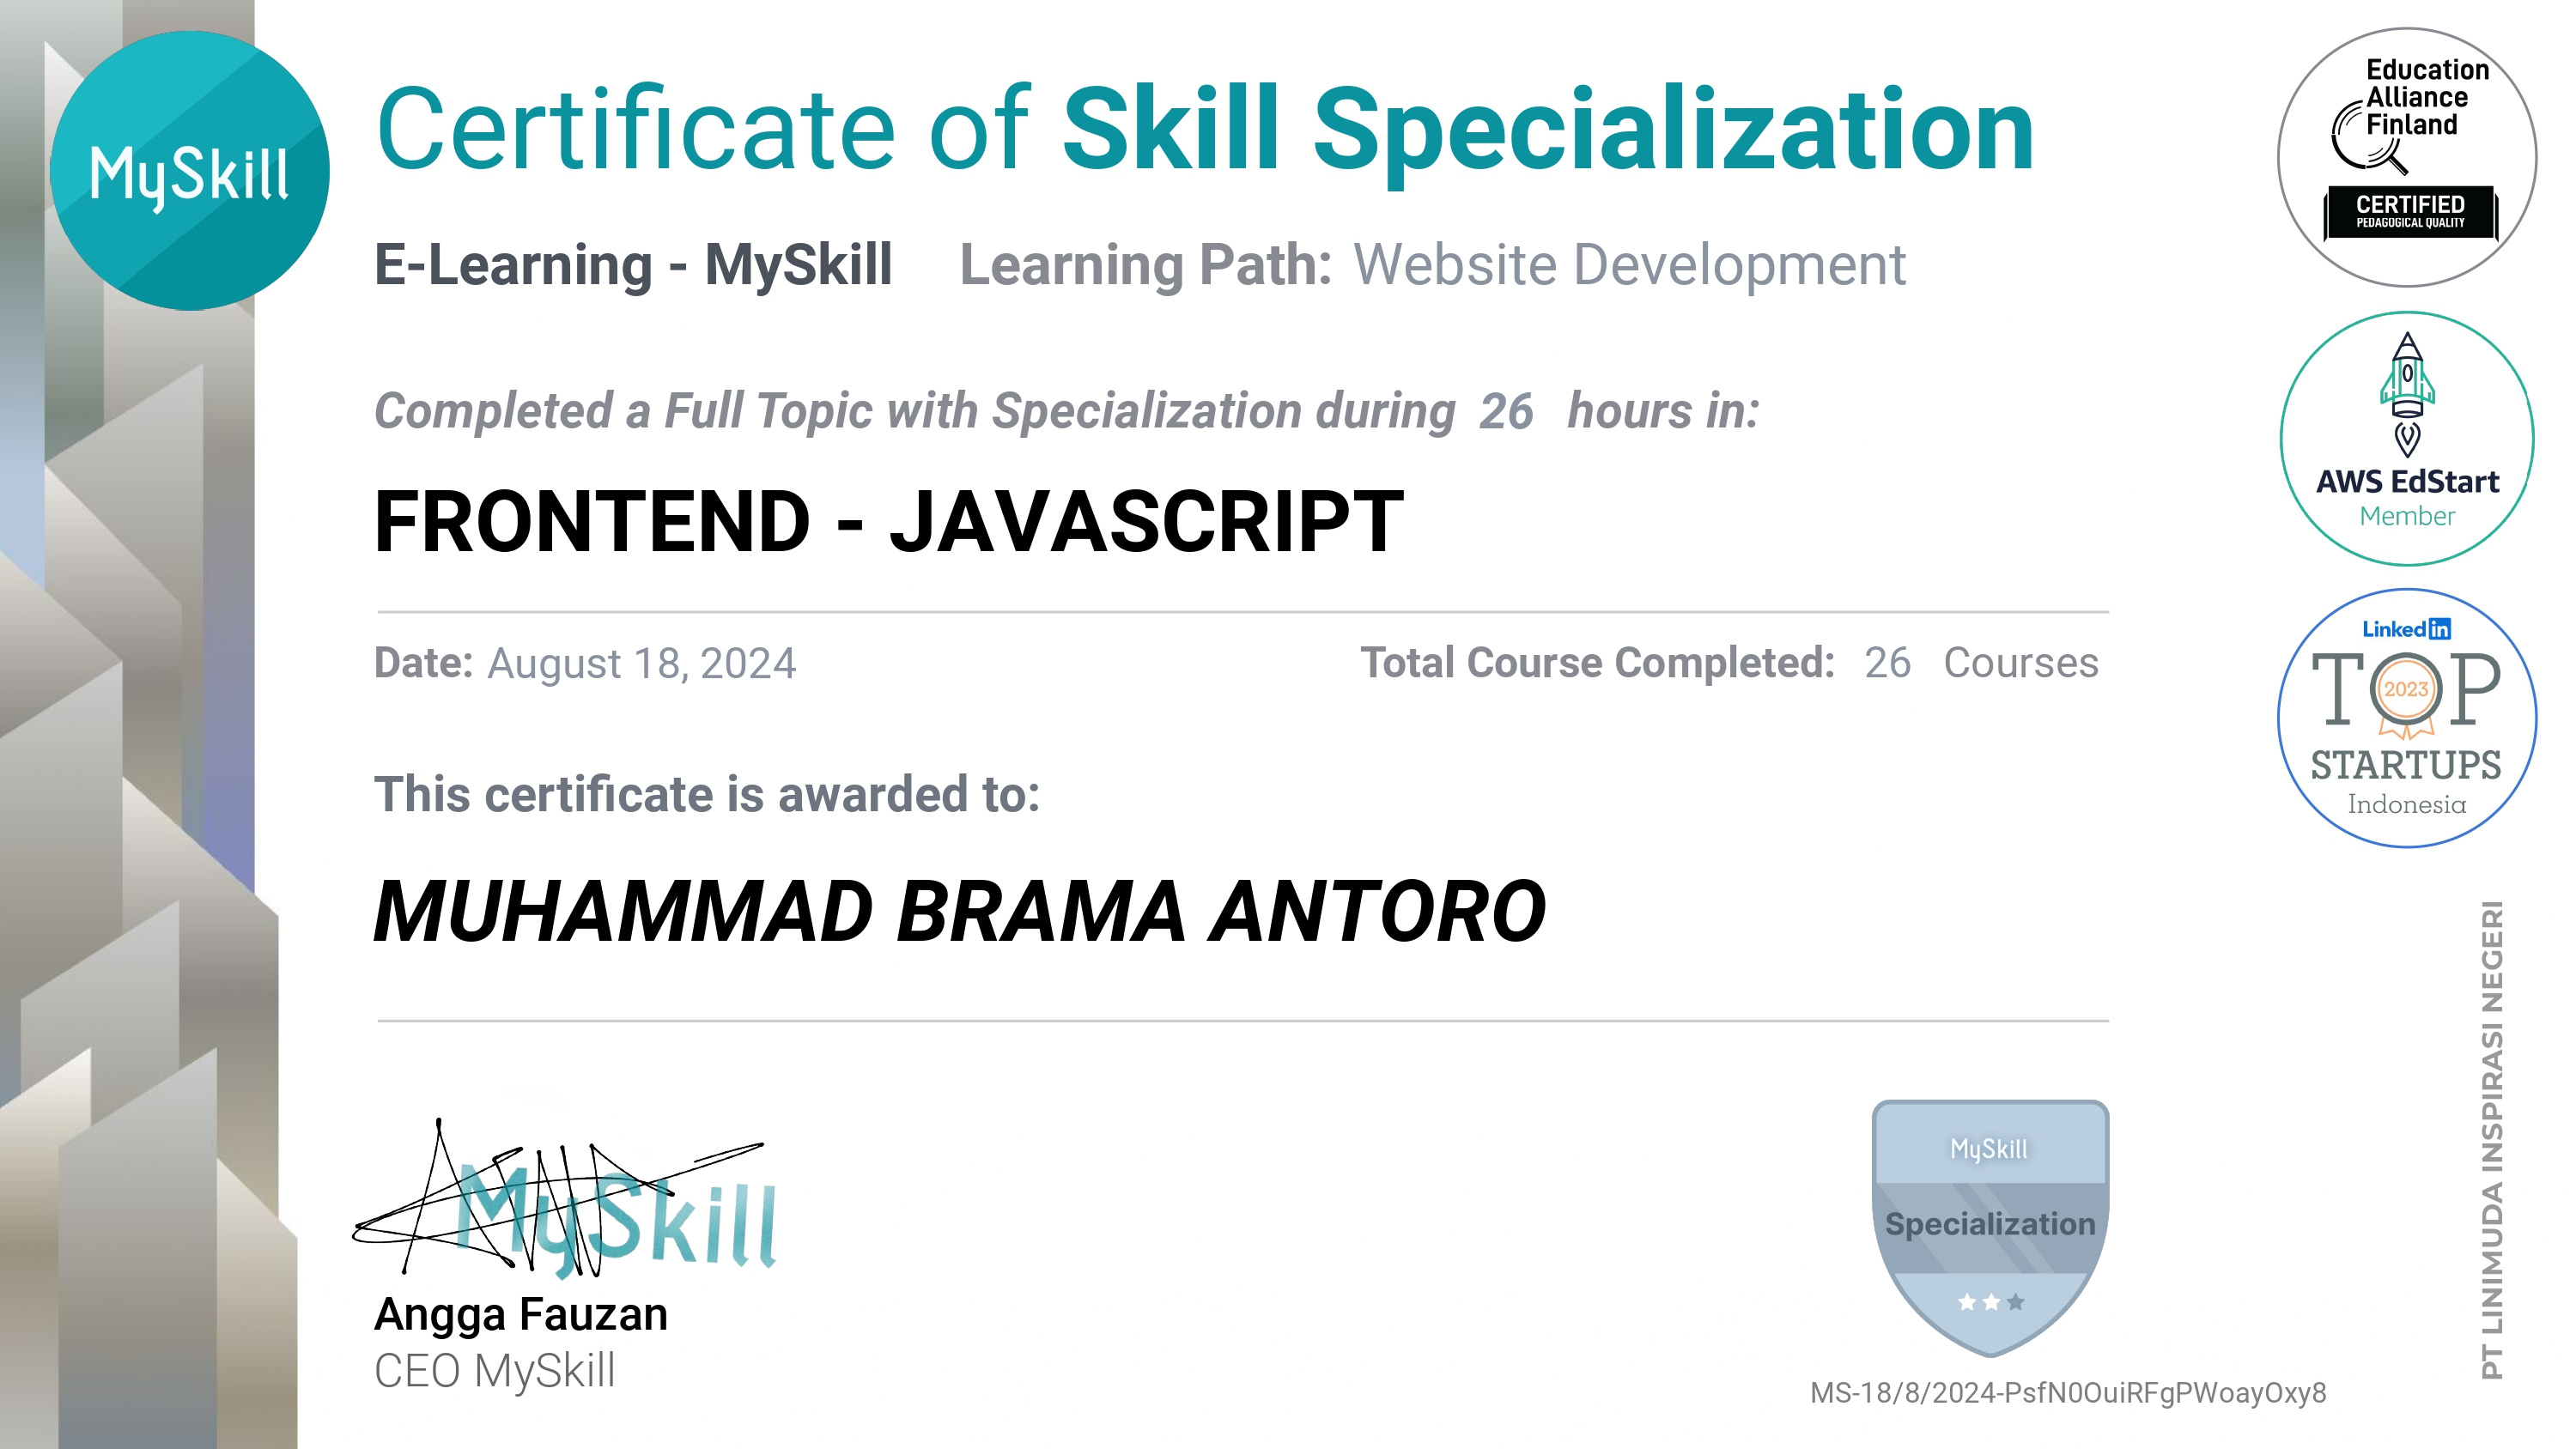 MySkill
Certificate of Skill Specialization
E-Learning - MySkill Learning Path: Website Development
Completed a Full Topic with Specialization during 26 hours in:
FRONTEND - JAVASCRIPT
Date: August 18, 2024 Total Course Completed: 26 Courses
This certificate is awarded to:
MUHAMMAD BRAMA ANTORO
MySkill
Angga Fauzan
CEO MySkill
MySkill
Specialization
MS-18/8/2024-PsfN0OuiRFgPWoayOxy8
Education
Alliance
Finland
CERTIFIED
PEDAGOGICAL QUALITY
AWS EdStart
Member
Linked in
TOP
2023
STARTUPS
Indonesia
PT LINIMUDA INSPIRASI NEGERI